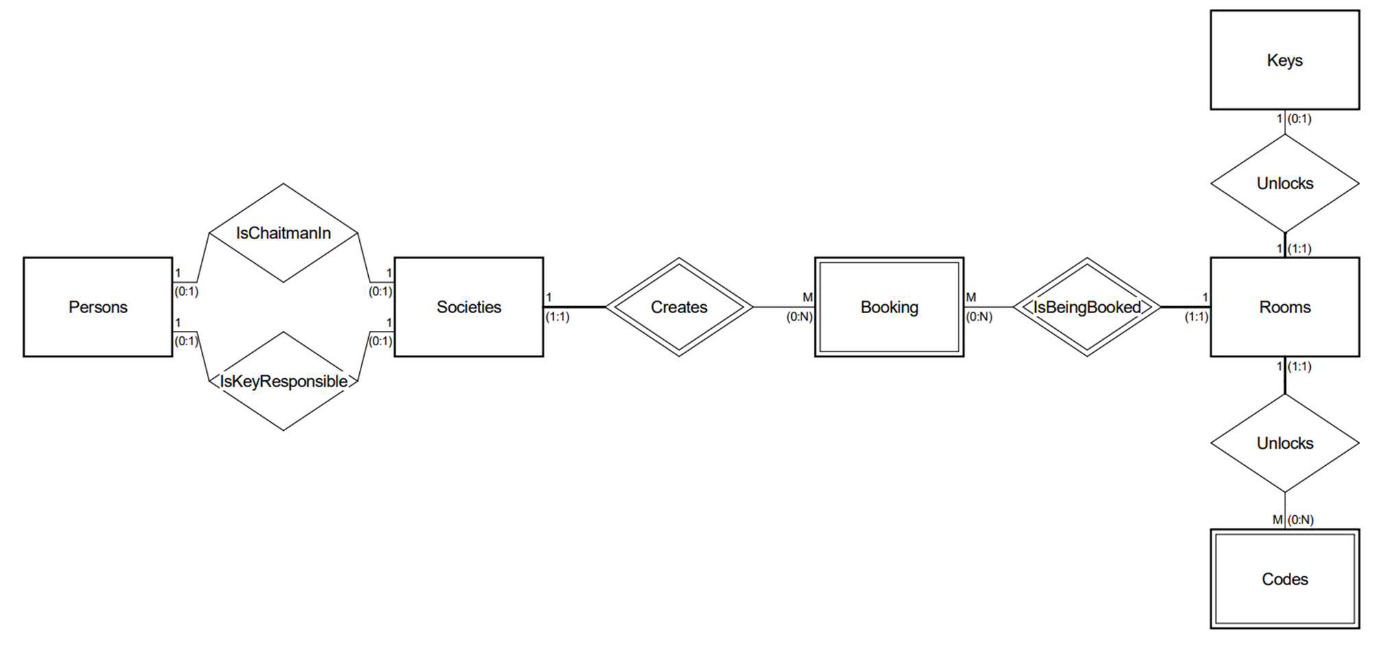 Keys
1 (0:1)
Unlocks
1 (1:1)
IsChaitmanIn
1
(0:1)
1
(0:1)
Persons
Societies
1
(0:1)
1
(0:1)
IsKeyResponsible
1
(1:1)
Creates
M
(0:N)
Booking
M
(0:N)
IsBeingBooked
1
(1:1)
Rooms
1 (1:1)
Unlocks
M (0:N)
Codes